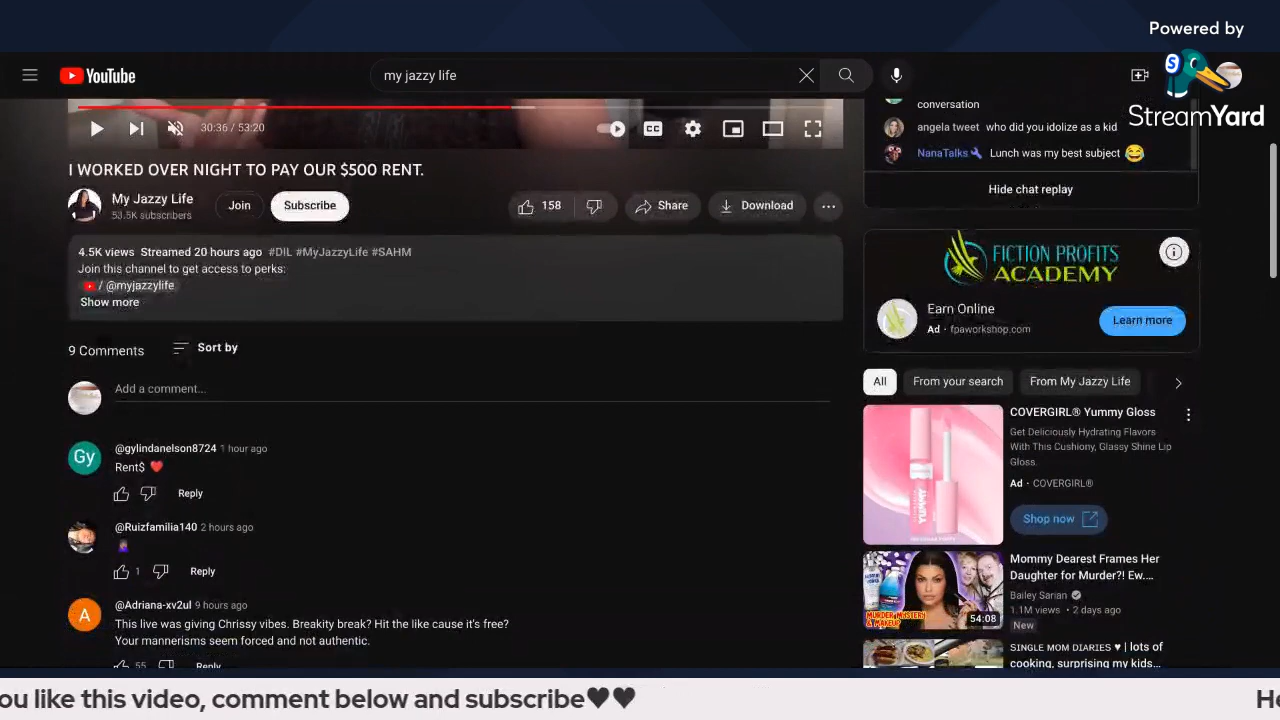 Powered by
StreamYard
YouTube
my jazzy life
30:36 / 53:20
CC
I WORKED OVER NIGHT TO PAY OUR $500 RENT.
My Jazzy Life
53.5K subscribers
Join
Subscribe
158
Share
Download
4.5K views Streamed 20 hours ago #DIL #MyJazzyLife #SAHM
Join this channel to get access to perks:
/ @myjazzylife
Show more
9 Comments
Sort by
Add a comment...
Gy
@gylindanelson8724 1 hour ago
Rent$ ❤️
Reply
@Ruizfamilia140 2 hours ago
1
Reply
A
@Adriana-xv2ul 9 hours ago
This live was giving Chrissy vibes. Breakity break? Hit the like cause it's free?
Your mannerisms seem forced and not authentic.
55
Reply
conversation
angela tweet who did you idolize as a kid
NanaTalks🔧 Lunch was my best subject 😂
Hide chat replay
FICTION PROFITS
ACADEMY
Earn Online
Ad · fpaworkshop.com
Learn more
All
From your search
From My Jazzy Life
COVERGIRL® Yummy Gloss
Get Deliciously Hydrating Flavors
With This Cushiony, Glassy Shine Lip
Gloss.
Ad · COVERGIRL®
Shop now
YUMMY
Mommy Dearest Frames Her
Daughter for Murder?! Ew....
Bailey Sarian
1.1M views · 2 days ago
New
MURDER MYSTERY
& MAKEUP
54:08
SINGLE MOM DIARIES ♥ | lots of
cooking, surprising my kids...
ou like this video, comment below and subscribe♥♥
He